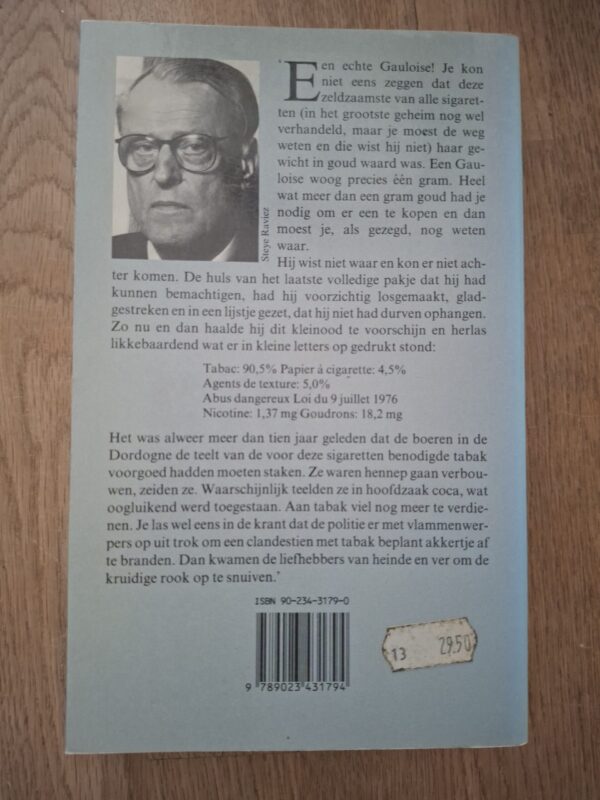 'Een echte Gauloise! Je kon
niet eens zeggen dat deze
zeldzaamste van alle sigaret-
ten (in het grootste geheim nog wel
verhandeld, maar je moest de weg
weten en die wist hij niet) haar ge-
wicht in goud waard was. Een Gau-
loise woog precies één gram. Heel
wat meer dan een gram goud had je
nodig om er een te kopen en dan
moest je, als gezegd, nog weten
waar.
Steye Raviez
Hij wist niet waar en kon er niet ach-
ter komen. De huls van het laatste volledige pakje dat hij had
kunnen bemachtigen, had hij voorzichtig losgemaakt, glad-
gestreken en in een lijstje gezet, dat hij niet had durven ophangen.
Zo nu en dan haalde hij dit kleinood te voorschijn en herlas
likkebaardend wat er in kleine letters op gedrukt stond:
Tabac: 90,5% Papier á cigarette: 4,5%
Agents de texture: 5,0%
Abus dangereux Loi du 9 juillet 1976
Nicotine: 1,37 mg Goudrons: 18,2 mg
Het was alweer meer dan tien jaar geleden dat de boeren in de
Dordogne de teelt van de voor deze sigaretten benodigde tabak
voorgoed hadden moeten staken. Ze waren hennep gaan verbou-
wen, zeiden ze. Waarschijnlijk teelden ze in hoofdzaak coca, wat
oogluikend werd toegestaan. Aan tabak viel nog meer te verdie-
nen. Je las wel eens in de krant dat de politie er met vlammenwer-
pers op uit trok om een clandestien met tabak beplant akkertje af
te branden. Dan kwamen de liefhebbers van heinde en ver om de
kruidige rook op te snuiven.'
ISBN 90-234-3179-0
9 789023 431794
13 29.50